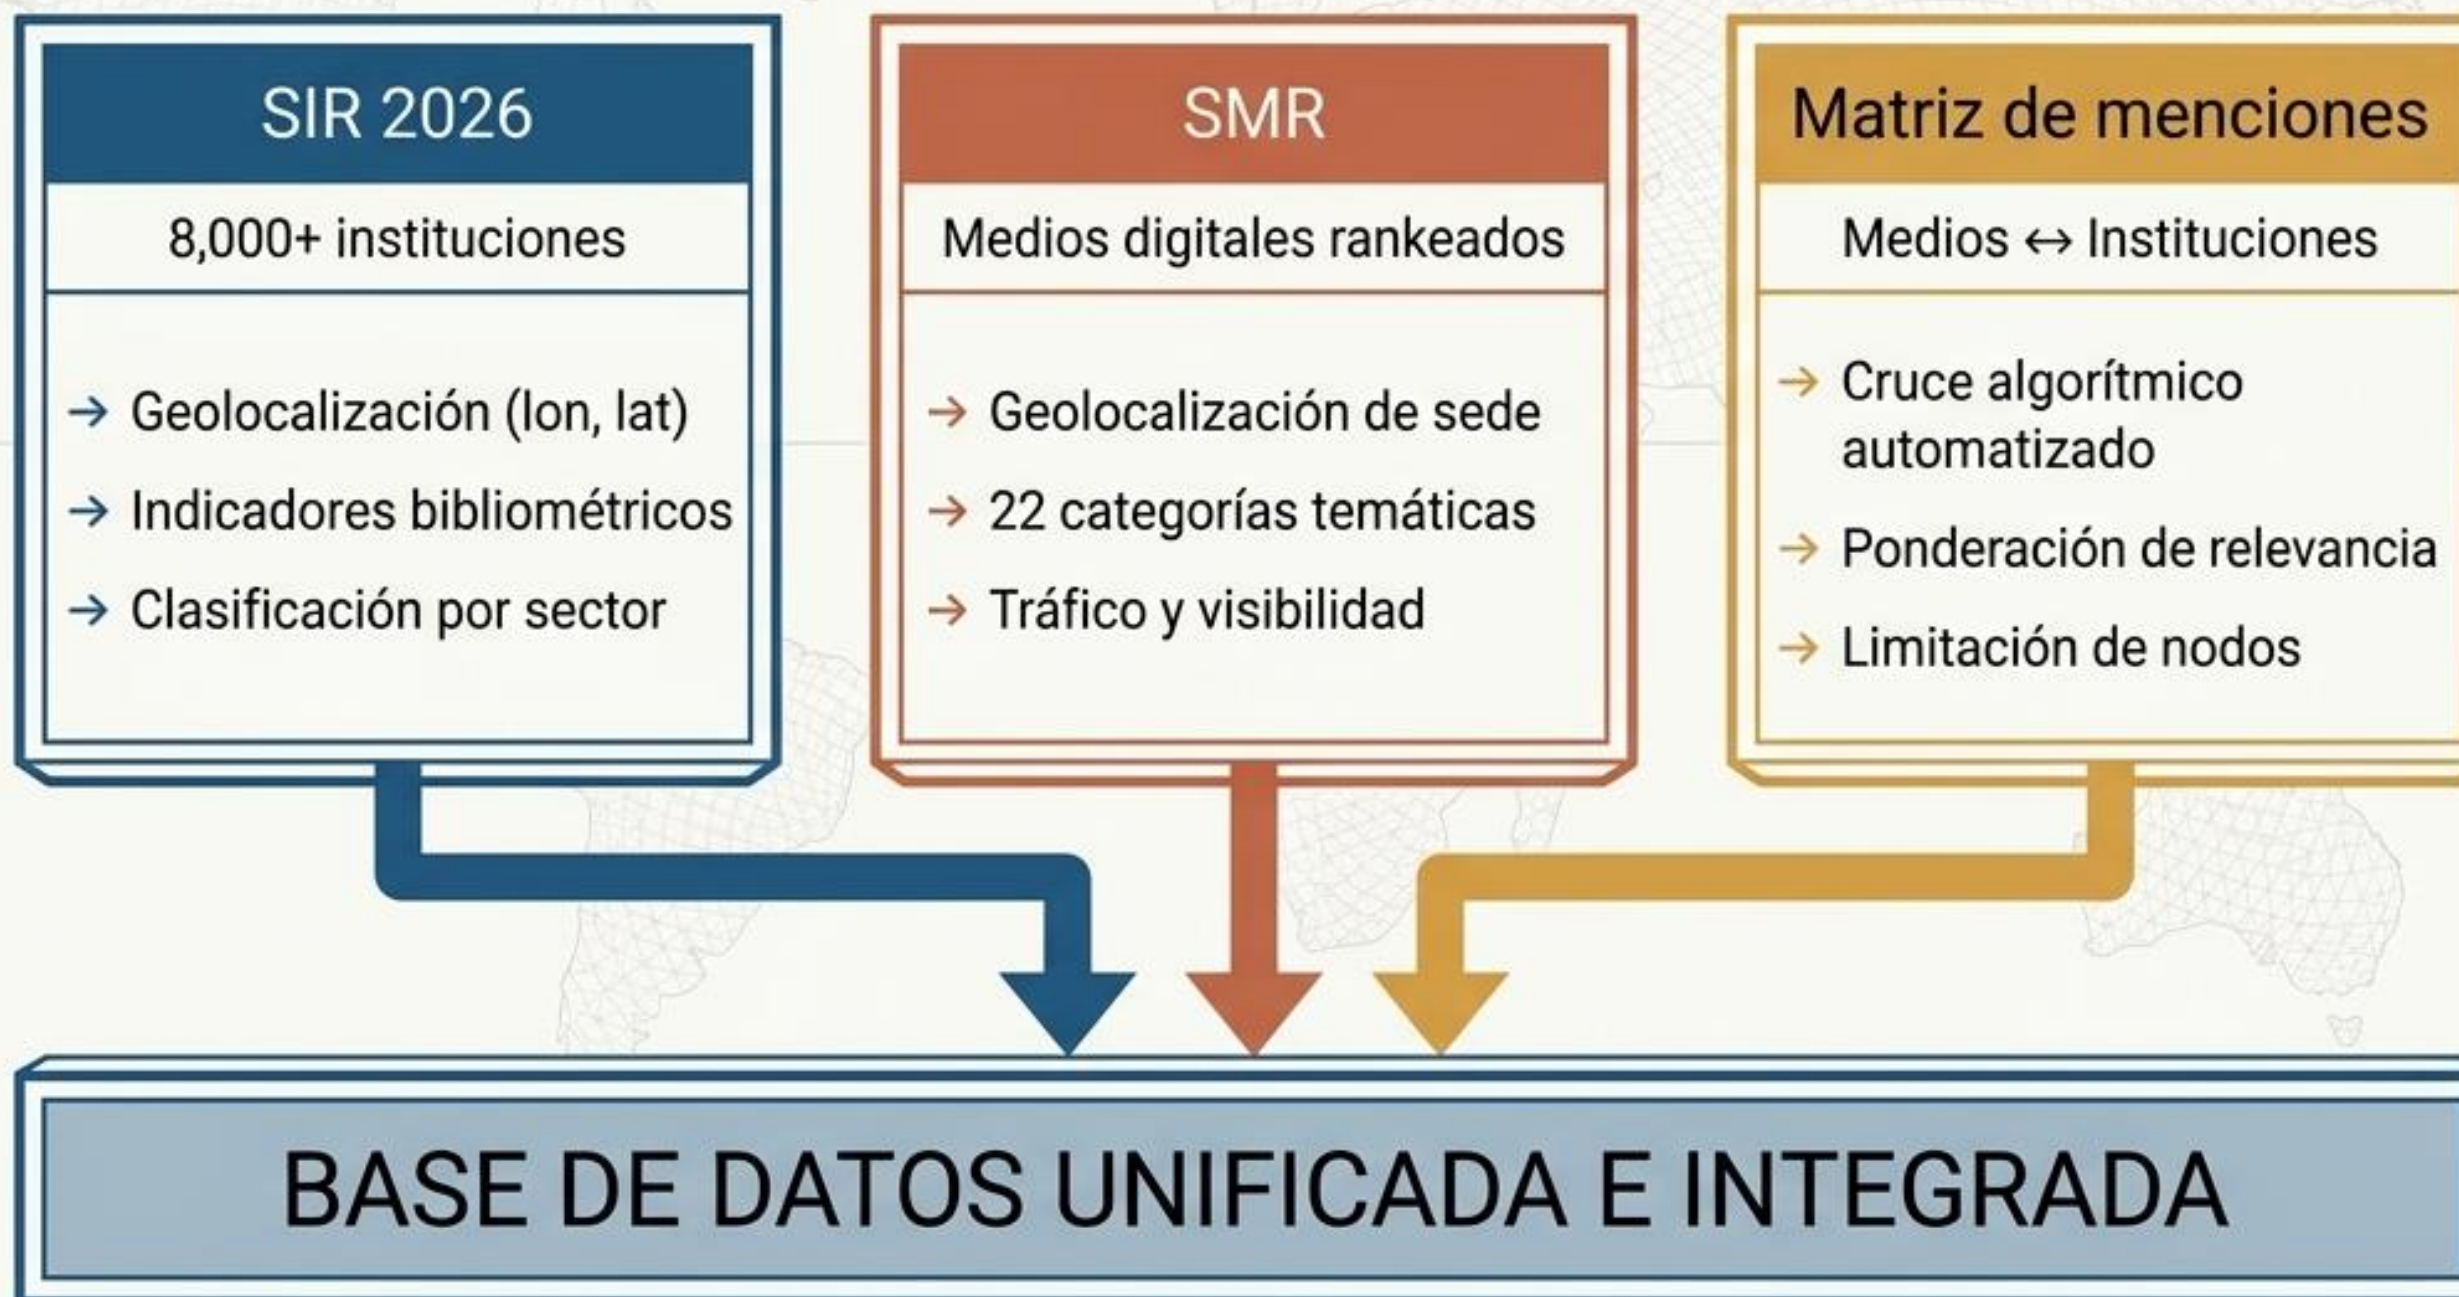 SIR 2026
8,000+ instituciones
→ Geolocalización (lon, lat)
→ Indicadores bibliométricos
→ Clasificación por sector
SMR
Medios digitales rankeados
→ Geolocalización de sede
→ 22 categorías temáticas
→ Tráfico y visibilidad
Matriz de menciones
Medios ↔ Instituciones
→ Cruce algorítmico
automatizado
→ Ponderación de relevancia
→ Limitación de nodos
BASE DE DATOS UNIFICADA E INTEGRADA